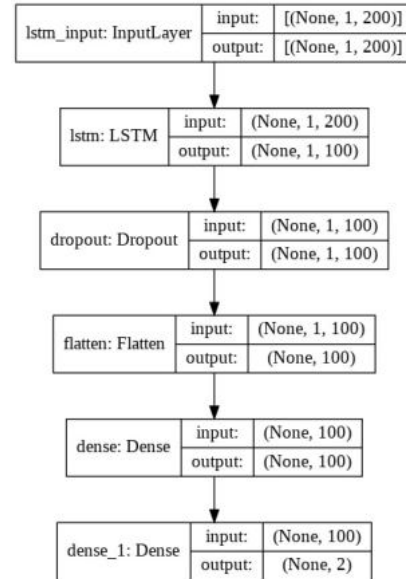 lstm_input: InputLayer
input: [(None, 1, 200)]
output: [(None, 1, 200)]
lstm: LSTM
input: (None, 1, 200)
output: (None, 1, 100)
dropout: Dropout
input: (None, 1, 100)
output: (None, 1, 100)
flatten: Flatten
input: (None, 1, 100)
output: (None, 100)
dense: Dense
input: (None, 100)
output: (None, 100)
dense_1: Dense
input: (None, 100)
output: (None, 2)